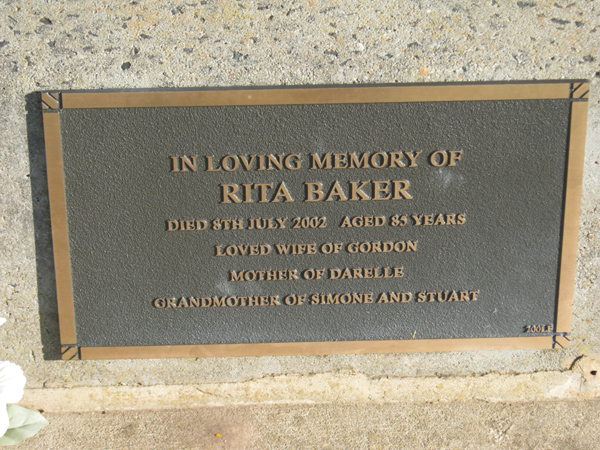 IN LOVING MEMORY OF
RITA BAKER
DIED 8TH JULY 2002 AGED 85 YEARS
LOVED WIFE OF GORDON
MOTHER OF DARELLE
GRANDMOTHER OF SIMONE AND STUART